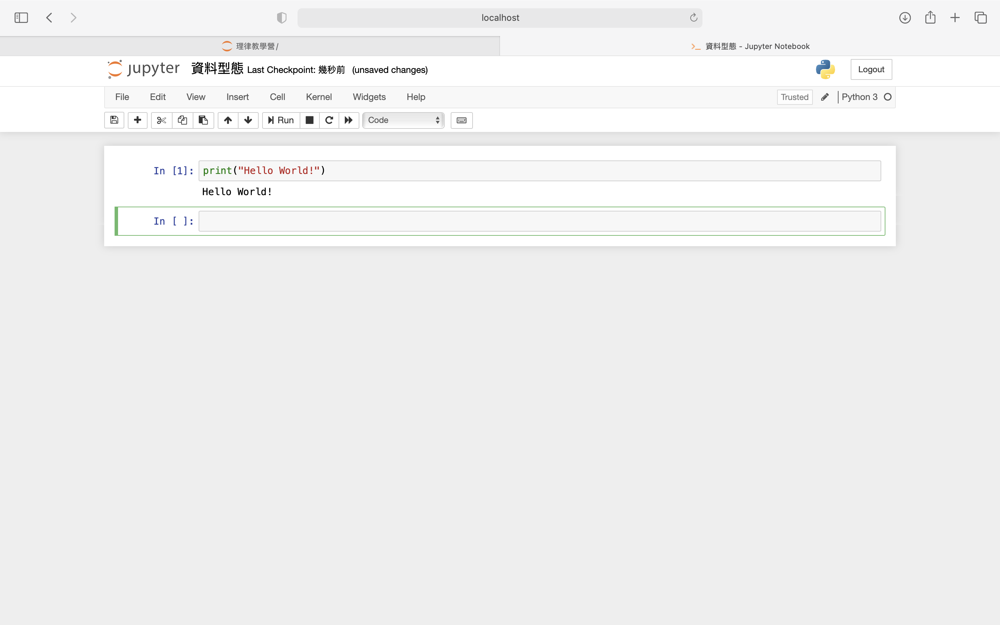 localhost
理律教學營/
資料型態 - Jupyter Notebook
jupyter 資料型態 Last Checkpoint: 幾秒前 (unsaved changes)
Logout
File Edit View Insert Cell Kernel Widgets Help
Trusted
Python 3
Run
Code
In [1]: print("Hello World!")
Hello World!
In [ ]: